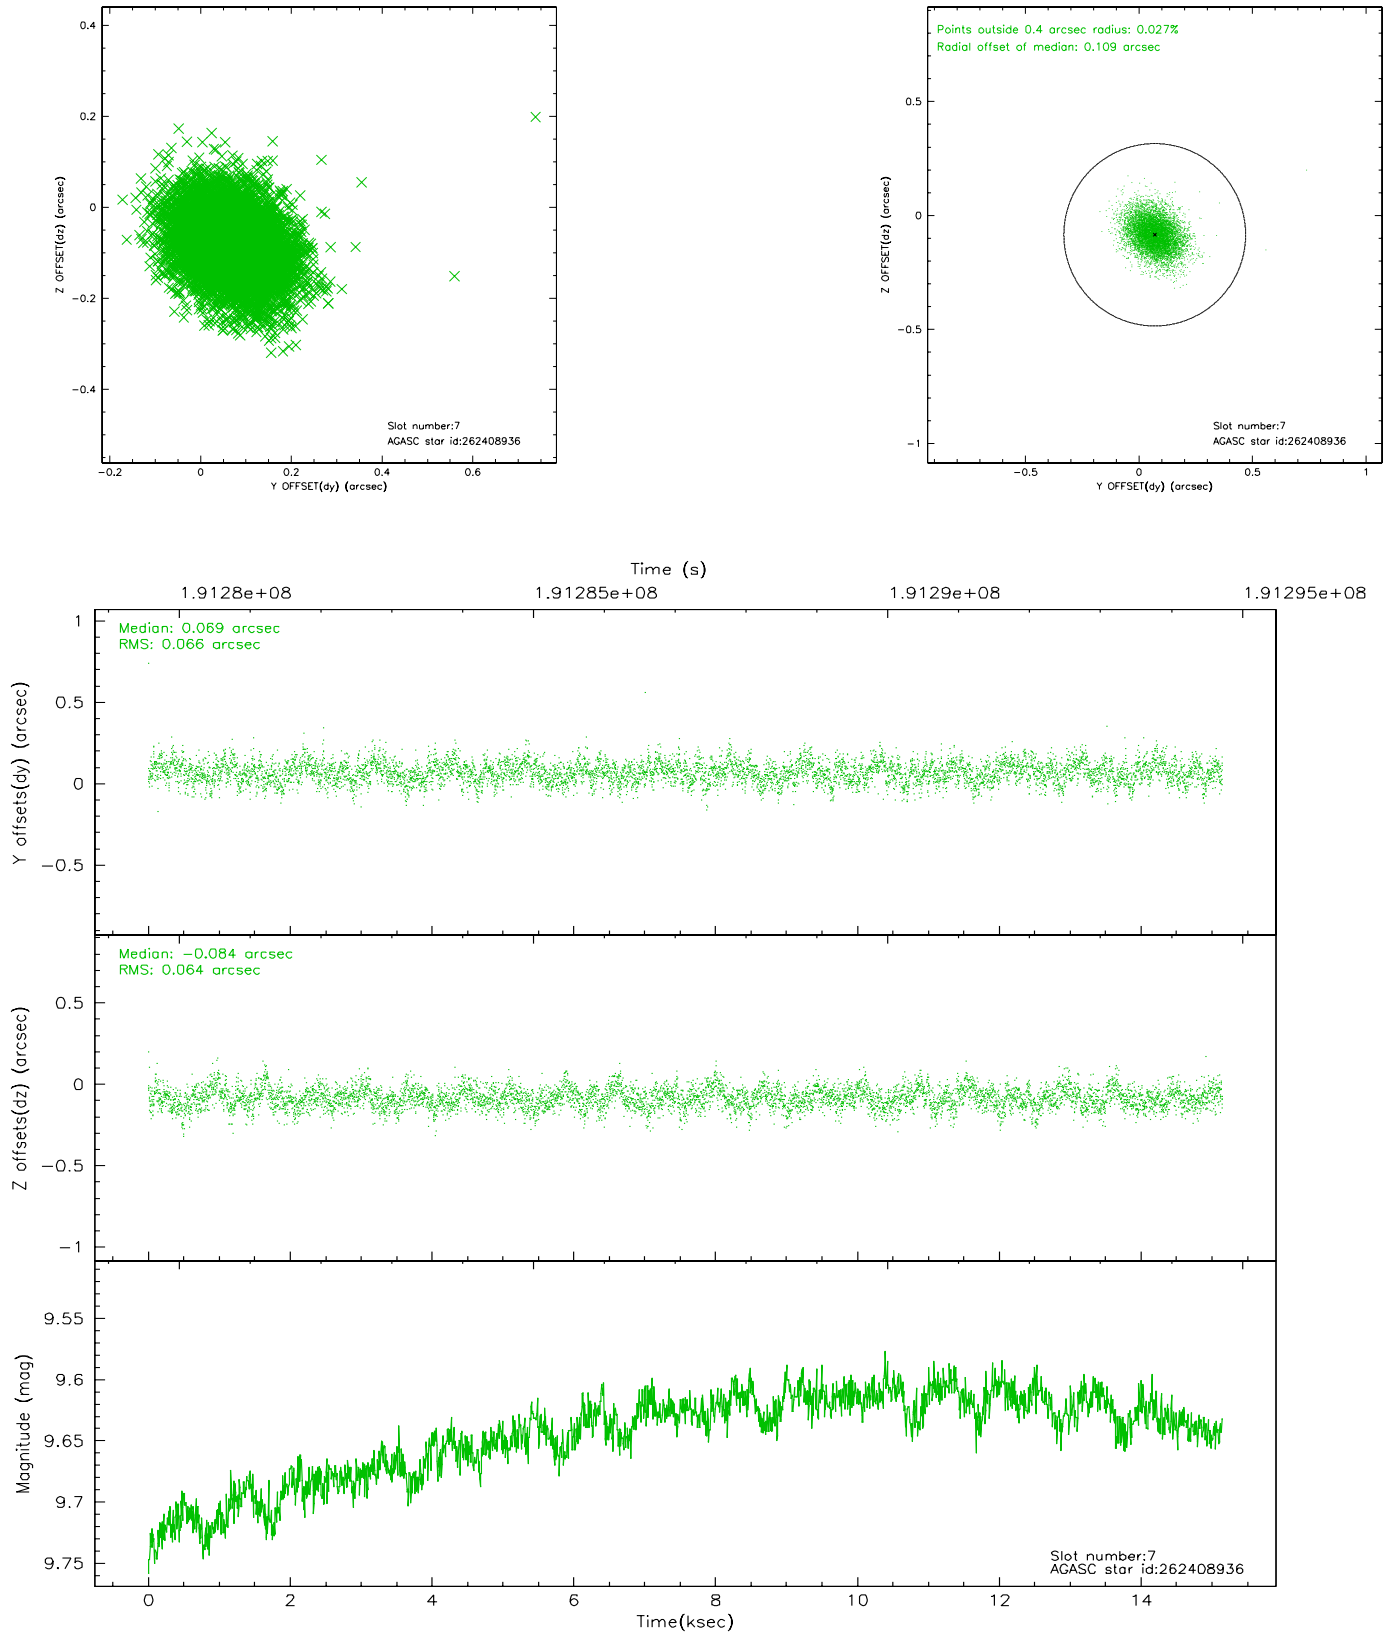 0.4
0.2
0
−0.2
−0.4
Z OFFSET(dz) (arcsec)
Slot number:7
AGASC star id:262408936
−0.2 0 0.2 0.4 0.6
Y OFFSET(dy) (arcsec)
Points outside 0.4 arcsec radius: 0.027%
Radial offset of median: 0.109 arcsec
0.5
0
−0.5
−1
Z OFFSET(dz) (arcsec)
Slot number:7
AGASC star id:262408936
−0.5 0 0.5 1
Y OFFSET(dy) (arcsec)
Time (s)
1.9128e+08 1.91285e+08 1.9129e+08 1.91295e+08
Median: 0.069 arcsec
RMS: 0.066 arcsec
1
0.5
0
−0.5
Y offsets(dy) (arcsec)
Median: −0.084 arcsec
RMS: 0.064 arcsec
0.5
0
−0.5
−1
Z offsets(dz) (arcsec)
9.55
9.6
9.65
9.7
9.75
Magnitude (mag)
Slot number:7
AGASC star id:262408936
0 2 4 6 8 10 12 14
Time(ksec)